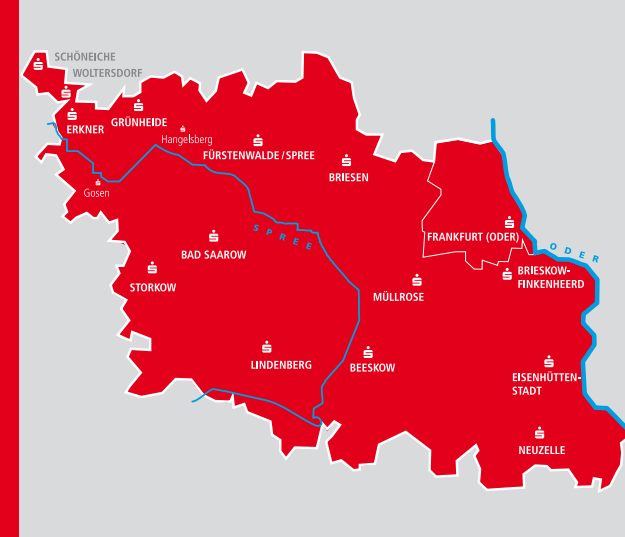 SCHÖNEICHE
WOLTERSDORF
ERKNER
GRÜNHEIDE
Hangelsberg
FÜRSTENWALDE/SPREE
BRIESEN
Gosen
SPREE
FRANKFURT (ODER)
ODER
BAD SAAROW
STORKOW
MÜLLROSE
BRIESKOW-
FINKENHEERD
LINDENBERG
BEESKOW
EISENHÜTTEN-
STADT
NEUZELLE